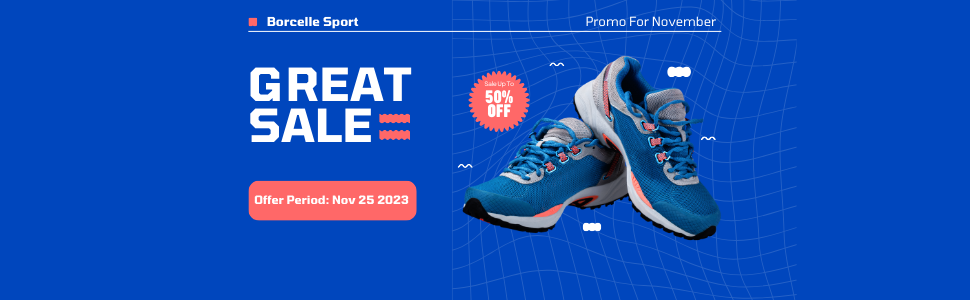 Borcelle Sport
Promo For November
GREAT
SALE
Sale Up To
50%
OFF
Offer Period: Nov 25 2023